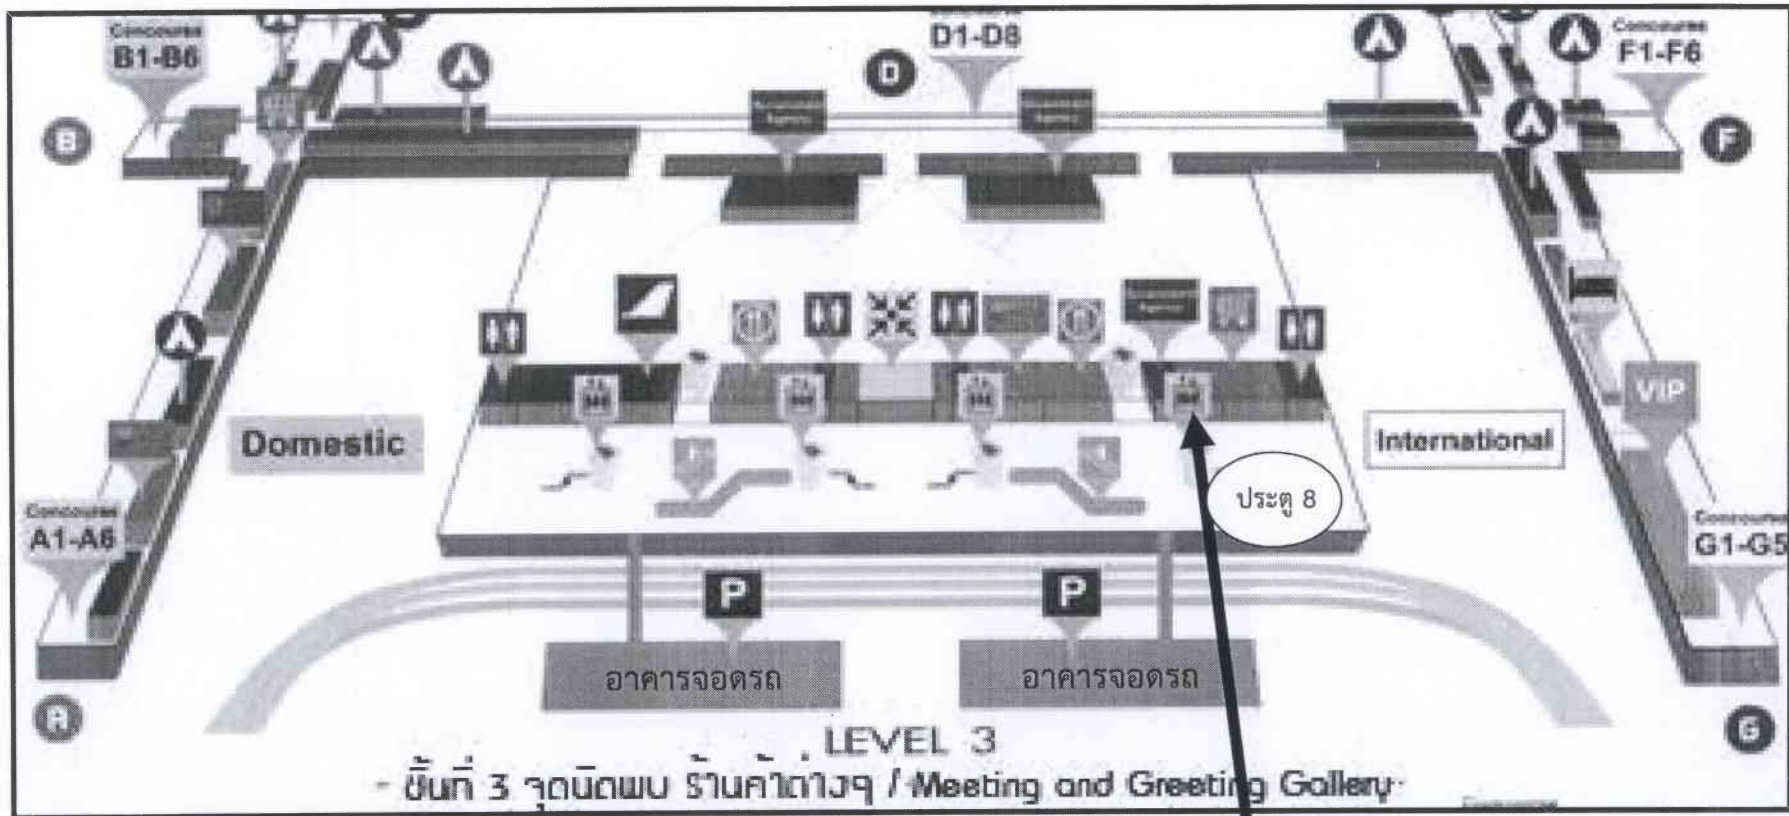 Concourse
B1-B6
D1-D8
D
Concourse
F1-F6
B
F
Domestic
International
VIP
ประตู 8
Concourse
A1-A6
Concourse
G1-G5
P
P
อาคารจอดรถ
อาคารจอดรถ
A
G
LEVEL 3
- ชั้นที่ 3 จุดนัดพบ ร้านค้าต่างๆ / Meeting and Greeting Gallery